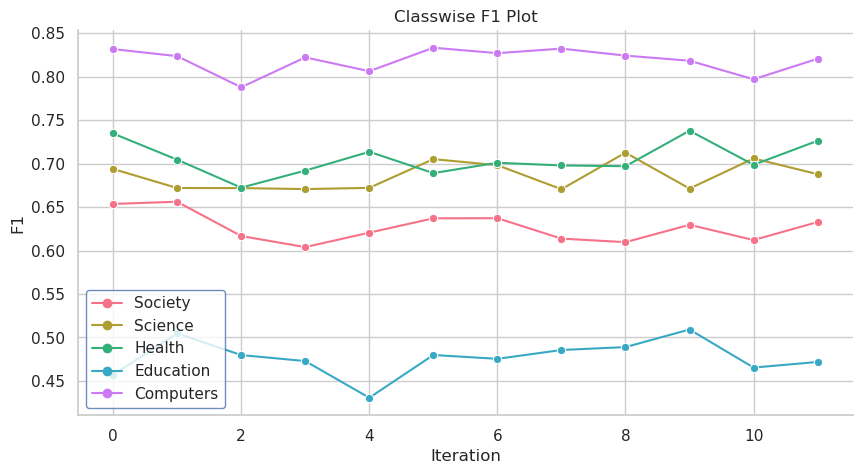 Classwise F1 Plot
0.85
0.80
0.75
0.70
0.65
0.60
0.55
0.50
0.45
F1
Society
Science
Health
Education
Computers
0 2 4 6 8 10
Iteration